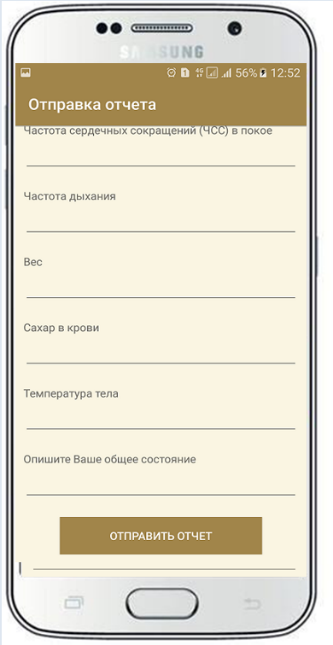 SAMSUNG
56% 12:52
Отправка отчета
Частота сердечных сокращений (ЧСС) в покое
Частота дыхания
Вес
Сахар в крови
Температура тела
Опишите Ваше общее состояние
ОТПРАВИТЬ ОТЧЕТ